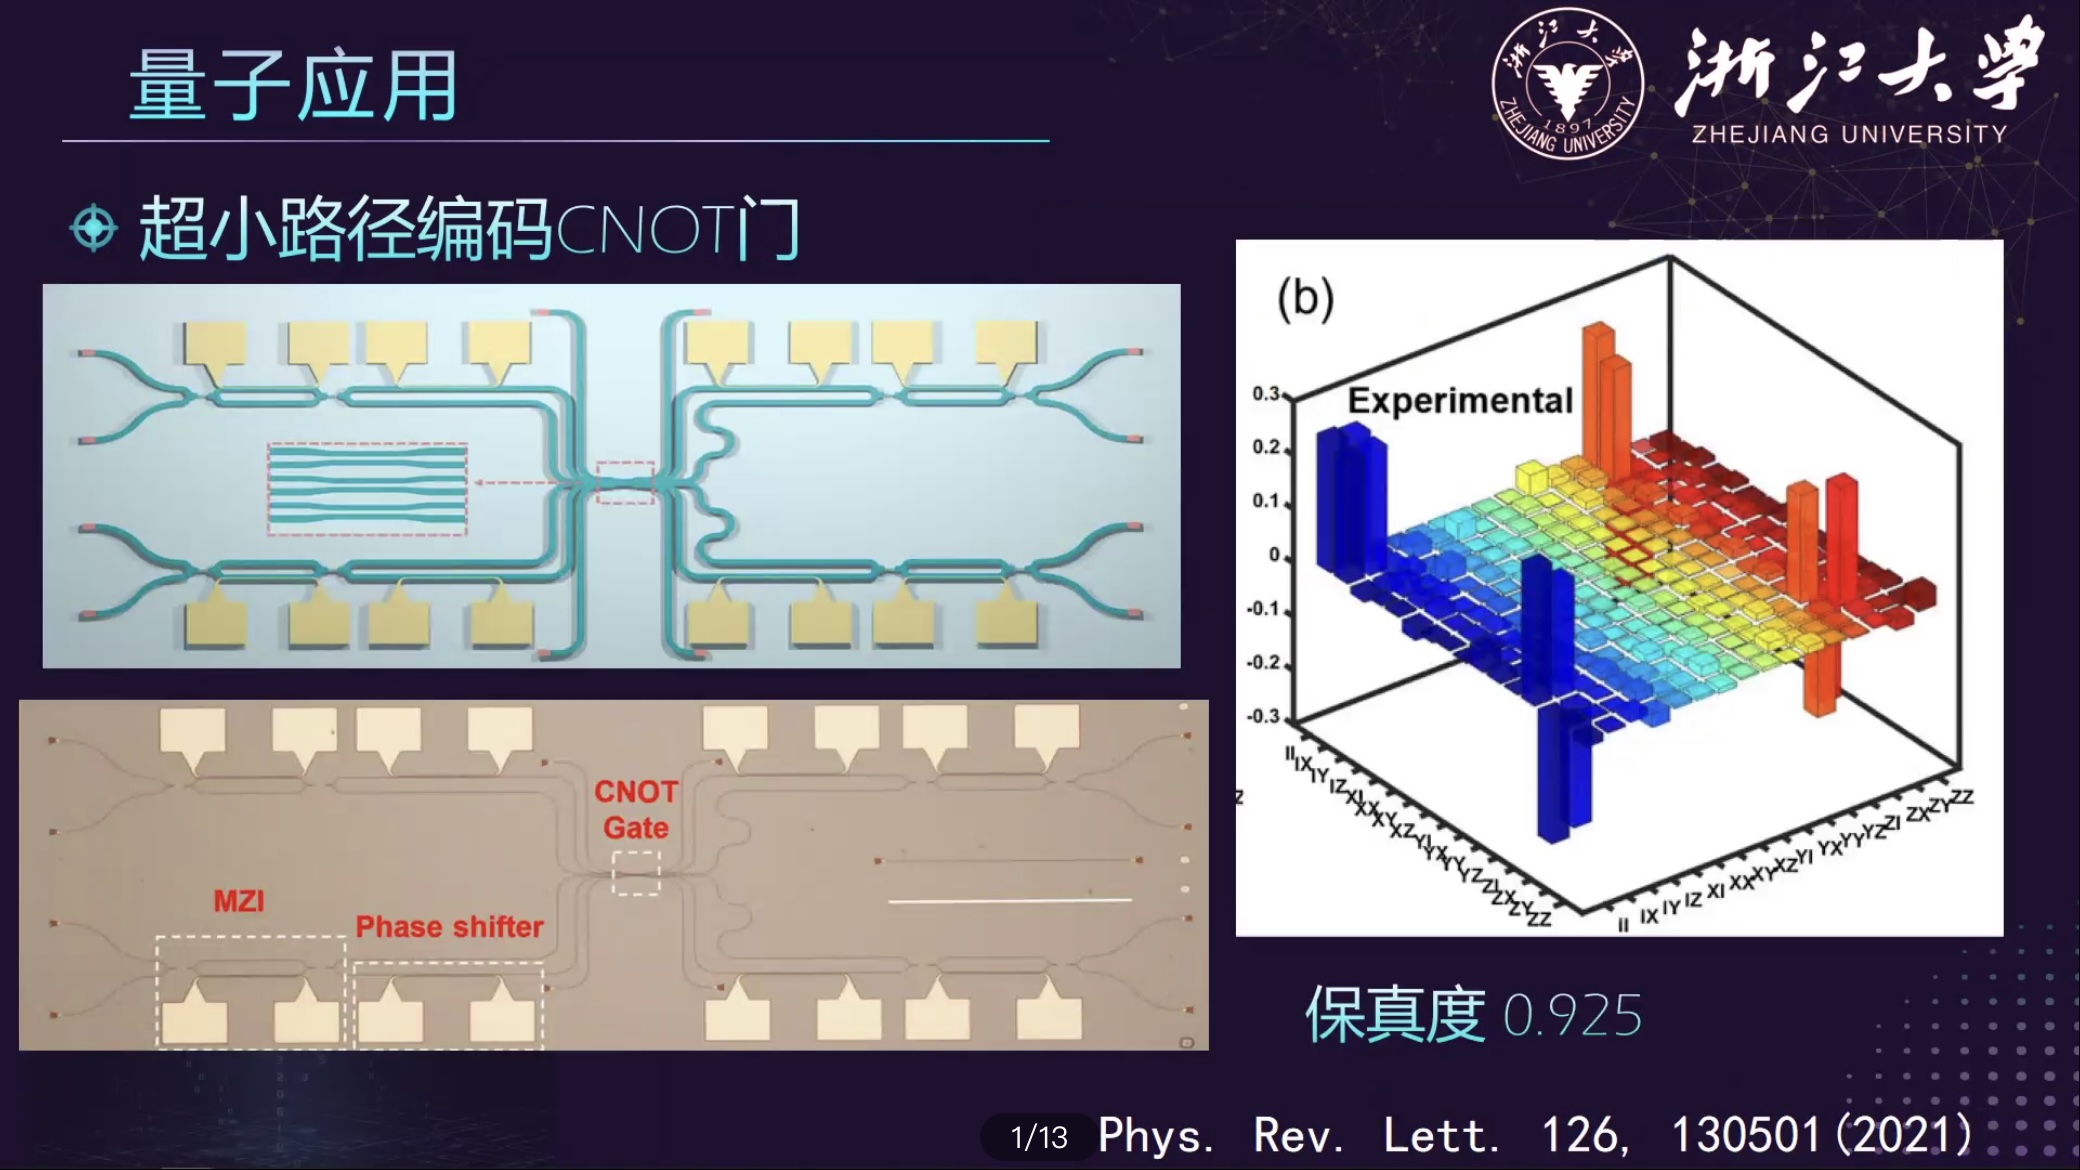 量子应用
浙江大学
ZHEJIANG UNIVERSITY
浙江大学
1897
ZHEJIANG UNIVERSITY
超小路径编码CNOT门
(b)
Experimental
0.3
0.2
0.1
0
-0.1
-0.2
-0.3
II
IX
IY
IZ
XI
XX
XY
XZ
YI
YX
YY
YZ
ZI
ZX
ZY
ZZ
II
IX
IY
IZ
XI
XX
XY
XZ
YI
YX
YY
YZ
ZI
ZX
ZY
ZZ
CNOT
Gate
MZI
Phase shifter
保真度 0.925
1/13
Phys. Rev. Lett. 126, 130501(2021)